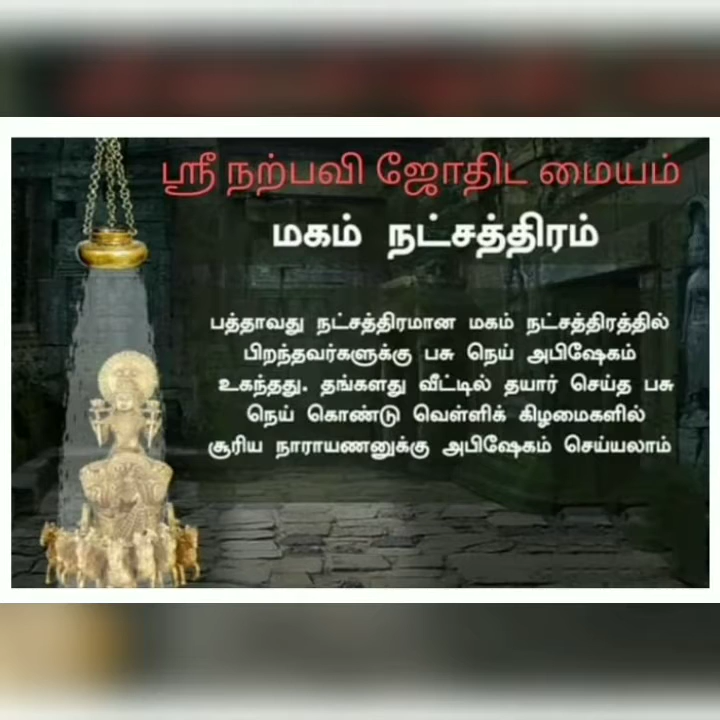 ஸ்ரீ நற்பவி ஜோதிட மையம்
மகம் நட்சத்திரம்
பத்தாவது நட்சத்திரமான மகம் நட்சத்திரத்தில்
பிறந்தவர்களுக்கு பசு நெய் அபிஷேகம்
உகந்தது. தங்களது வீட்டில் தயார் செய்த பசு
நெய் கொண்டு வெள்ளிக் கிழமைகளில்
சூரிய நாராயணனுக்கு அபிஷேகம் செய்யலாம்